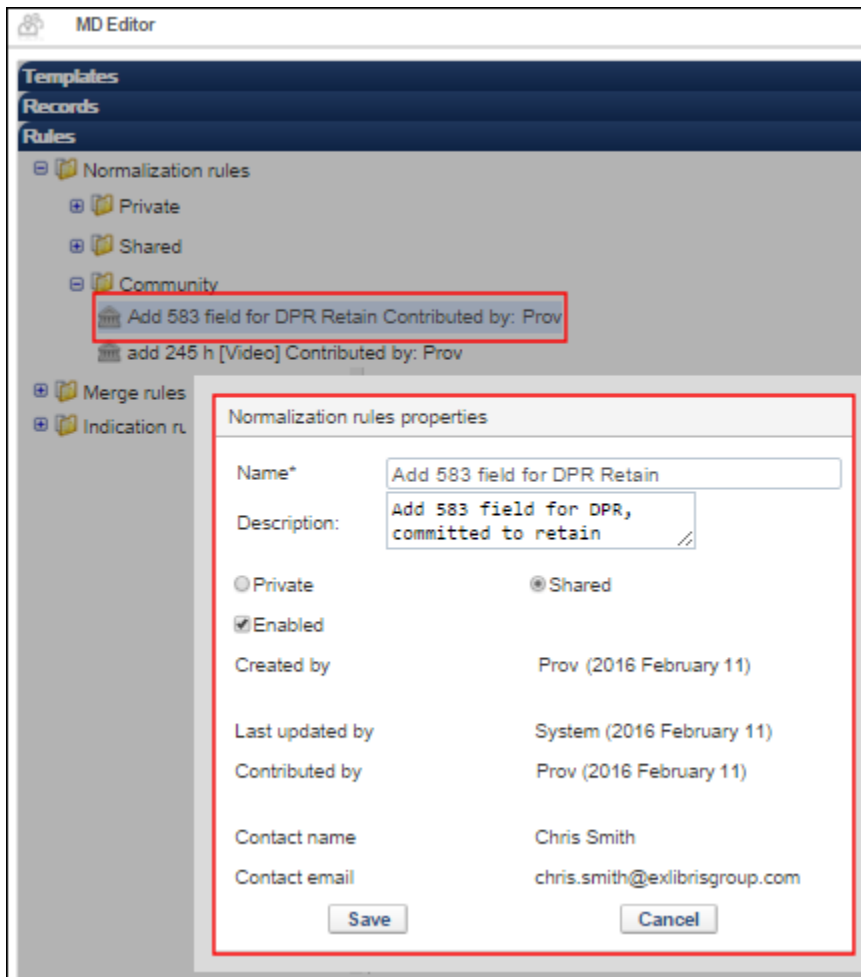 MD Editor
Templates
Records
Rules
Normalization rules
Private
Shared
Community
Add 583 field for DPR Retain Contributed by: Prov
add 245 h [Video] Contributed by: Prov
Merge rules
Indication ru
Normalization rules properties
Name* Add 583 field for DPR Retain
Description: Add 583 field for DPR,
committed to retain
Private Shared
Enabled
Created by Prov (2016 February 11)
Last updated by System (2016 February 11)
Contributed by Prov (2016 February 11)
Contact name Chris Smith
Contact email chris.smith@exlibrisgroup.com
Save Cancel